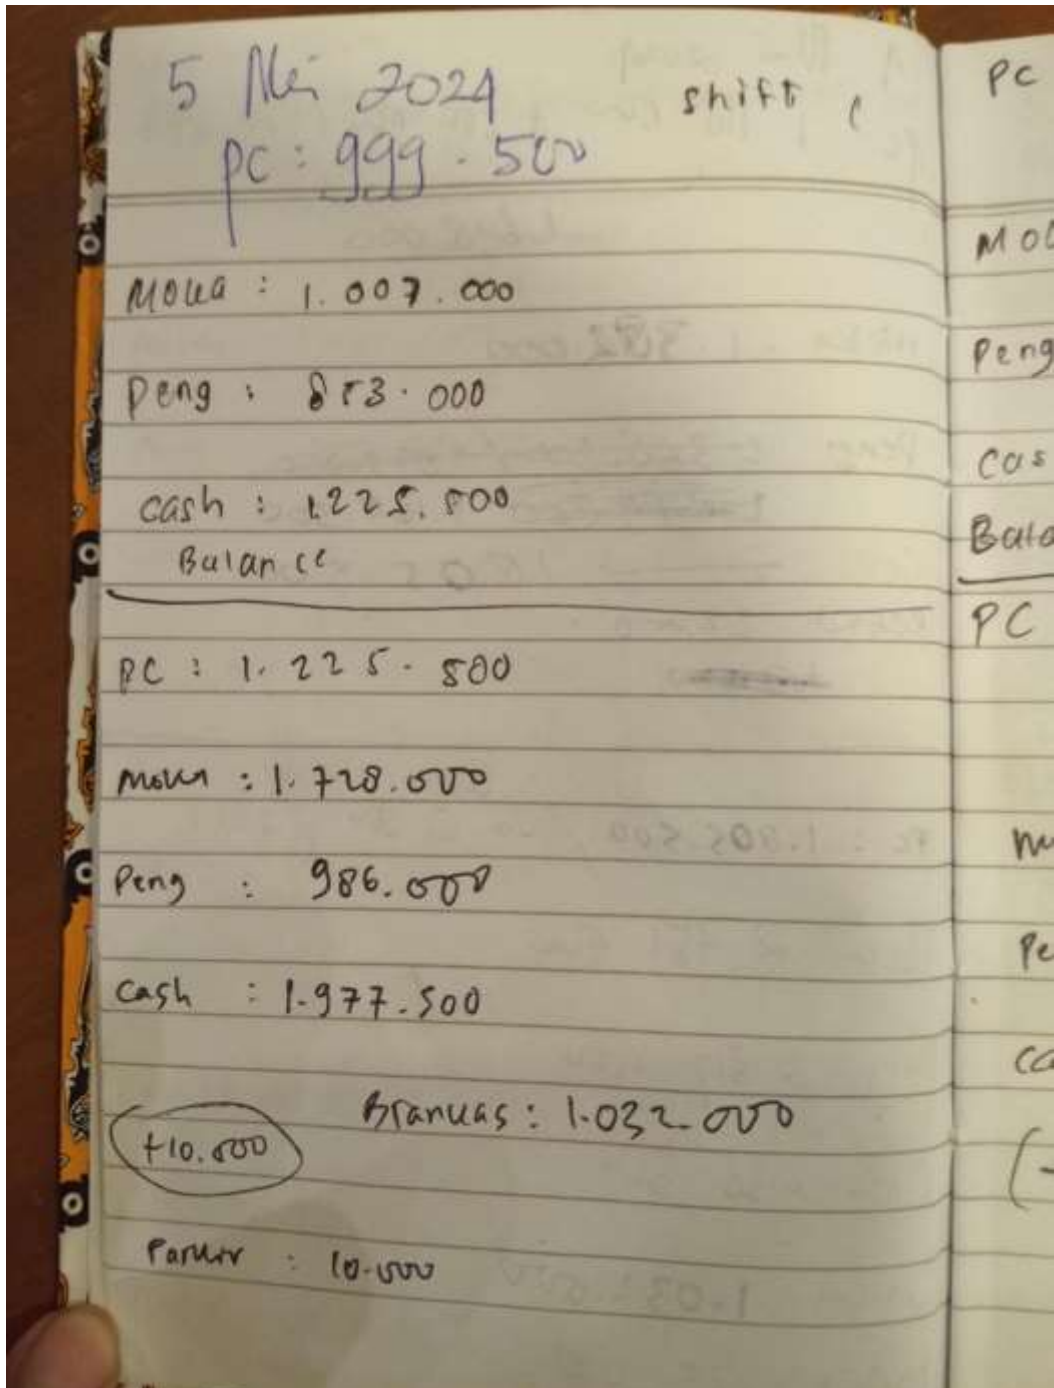 5 Mei 2024 shift
PC : 999.500
Moka : 1.007.000
Peng : 853.000
Cash : 1.225.500
Balance
PC : 1.225.500
Moka : 1.728.000
Peng : 986.000
Cash : 1.977.500
Brankas : 1.032.000
+10.000
Parkir : 10.000
PC
Peng
Cas
Bala
PC
Pe
Ca